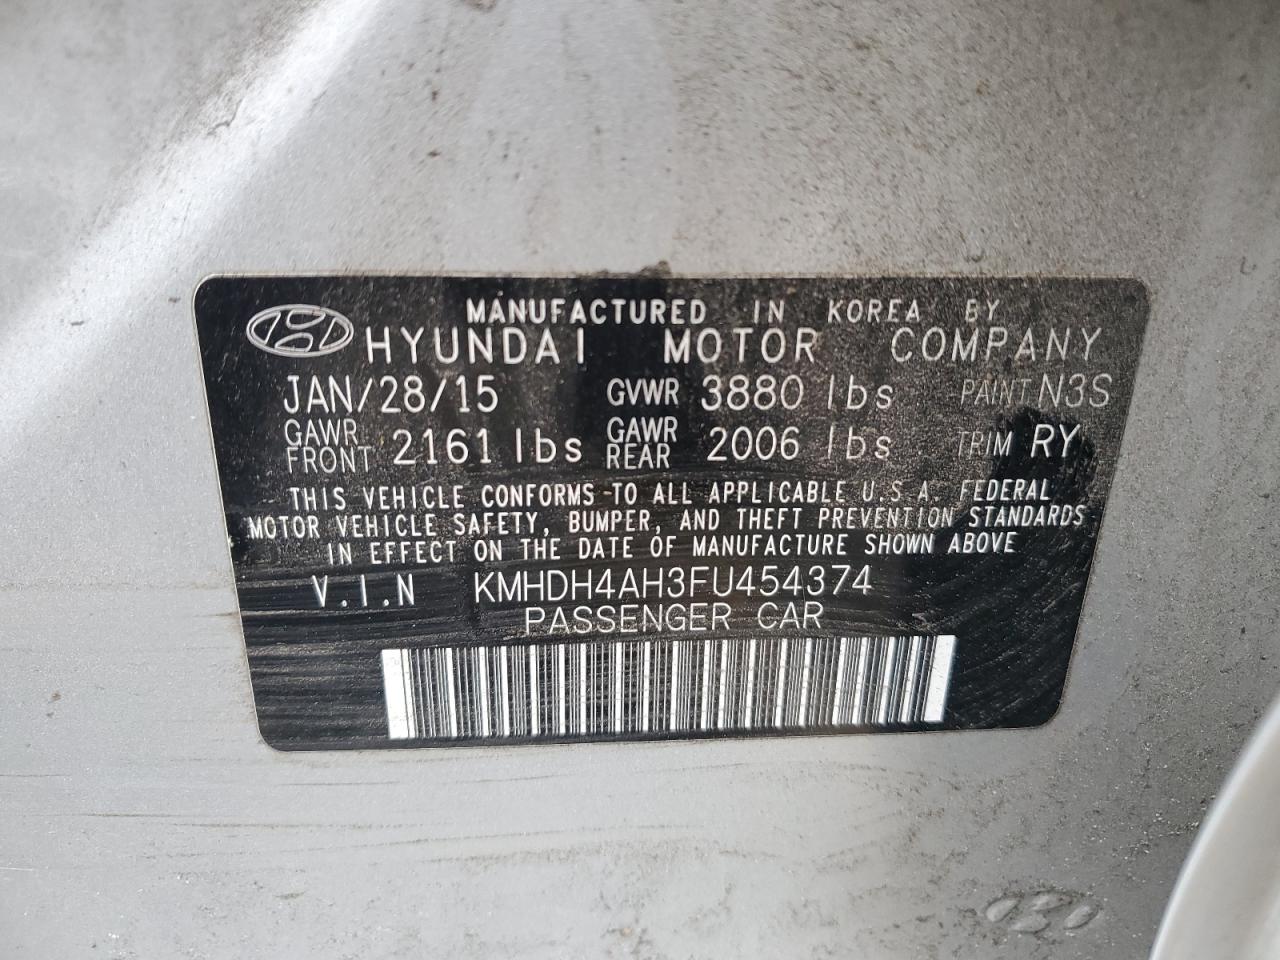 MANUFACTURED IN KOREA BY
HYUNDAI MOTOR COMPANY
JAN/28/15 GVWR 3880 lbs PAINT N3S
GAWR FRONT 2161 lbs GAWR REAR 2006 lbs TRIM RY
THIS VEHICLE CONFORMS TO ALL APPLICABLE U.S.A. FEDERAL
MOTOR VEHICLE SAFETY, BUMPER, AND THEFT PREVENTION STANDARDS
IN EFFECT ON THE DATE OF MANUFACTURE SHOWN ABOVE
V.I.N KMHDH4AH3FU454374
PASSENGER CAR